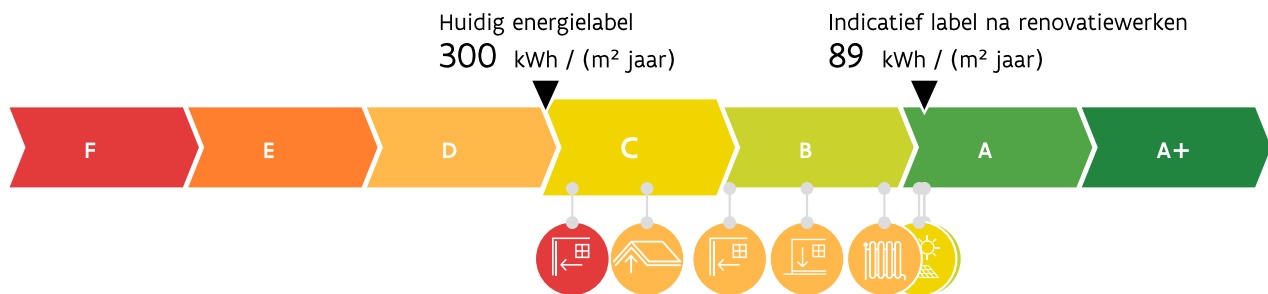 Huidig energielabel
300 kWh / (m² jaar)
Indicatief label na renovatiewerken
89 kWh / (m² jaar)
F E D C B A A+